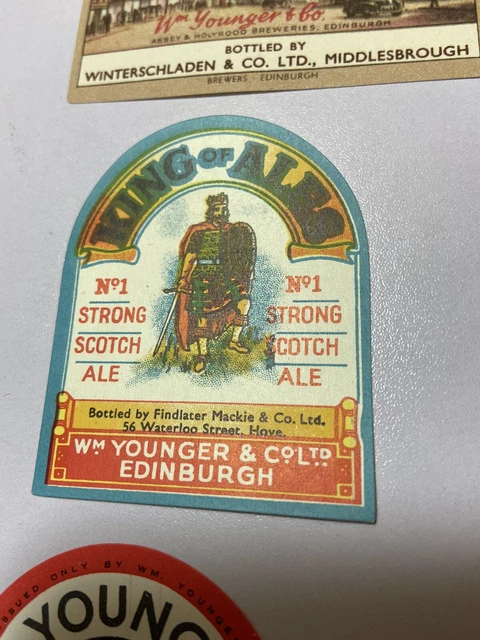 Wm Younger & Co.
ABBEY & HOLYROOD BREWERIES, EDINBURGH
BOTTLED BY
WINTERSCHLADEN & CO. LTD., MIDDLESBROUGH
BREWERS EDINBURGH
KING OF ALES
No1
STRONG
SCOTCH
ALE
No1
STRONG
SCOTCH
ALE
Bottled by Findlater Mackie & Co. Ltd.
56 Waterloo Street, Hove.
WM YOUNGER & CO LTD
EDINBURGH
ISSUED ONLY BY WM. YOUNGE
YOUNG